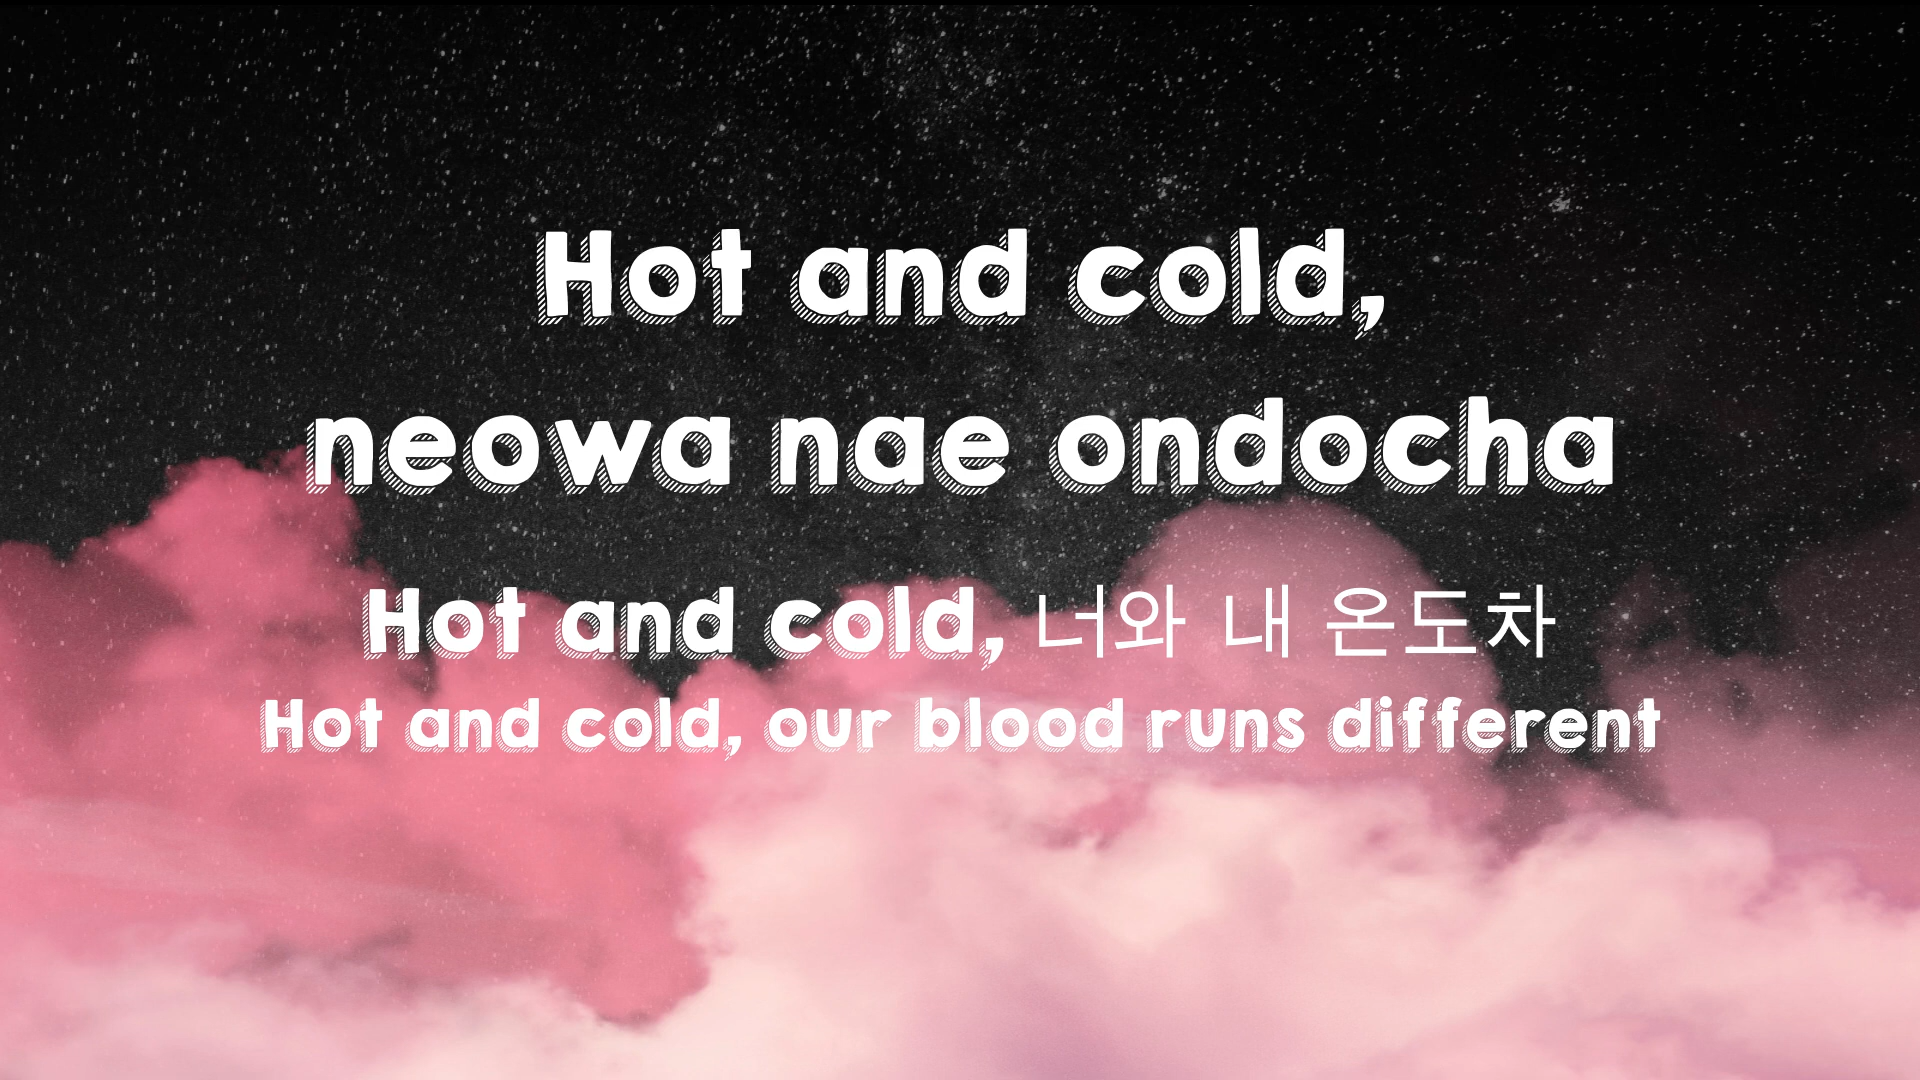 Hot and cold,
neowa nae ondocha
Hot and cold, 너와 내 온도차
Hot and cold, our blood runs different